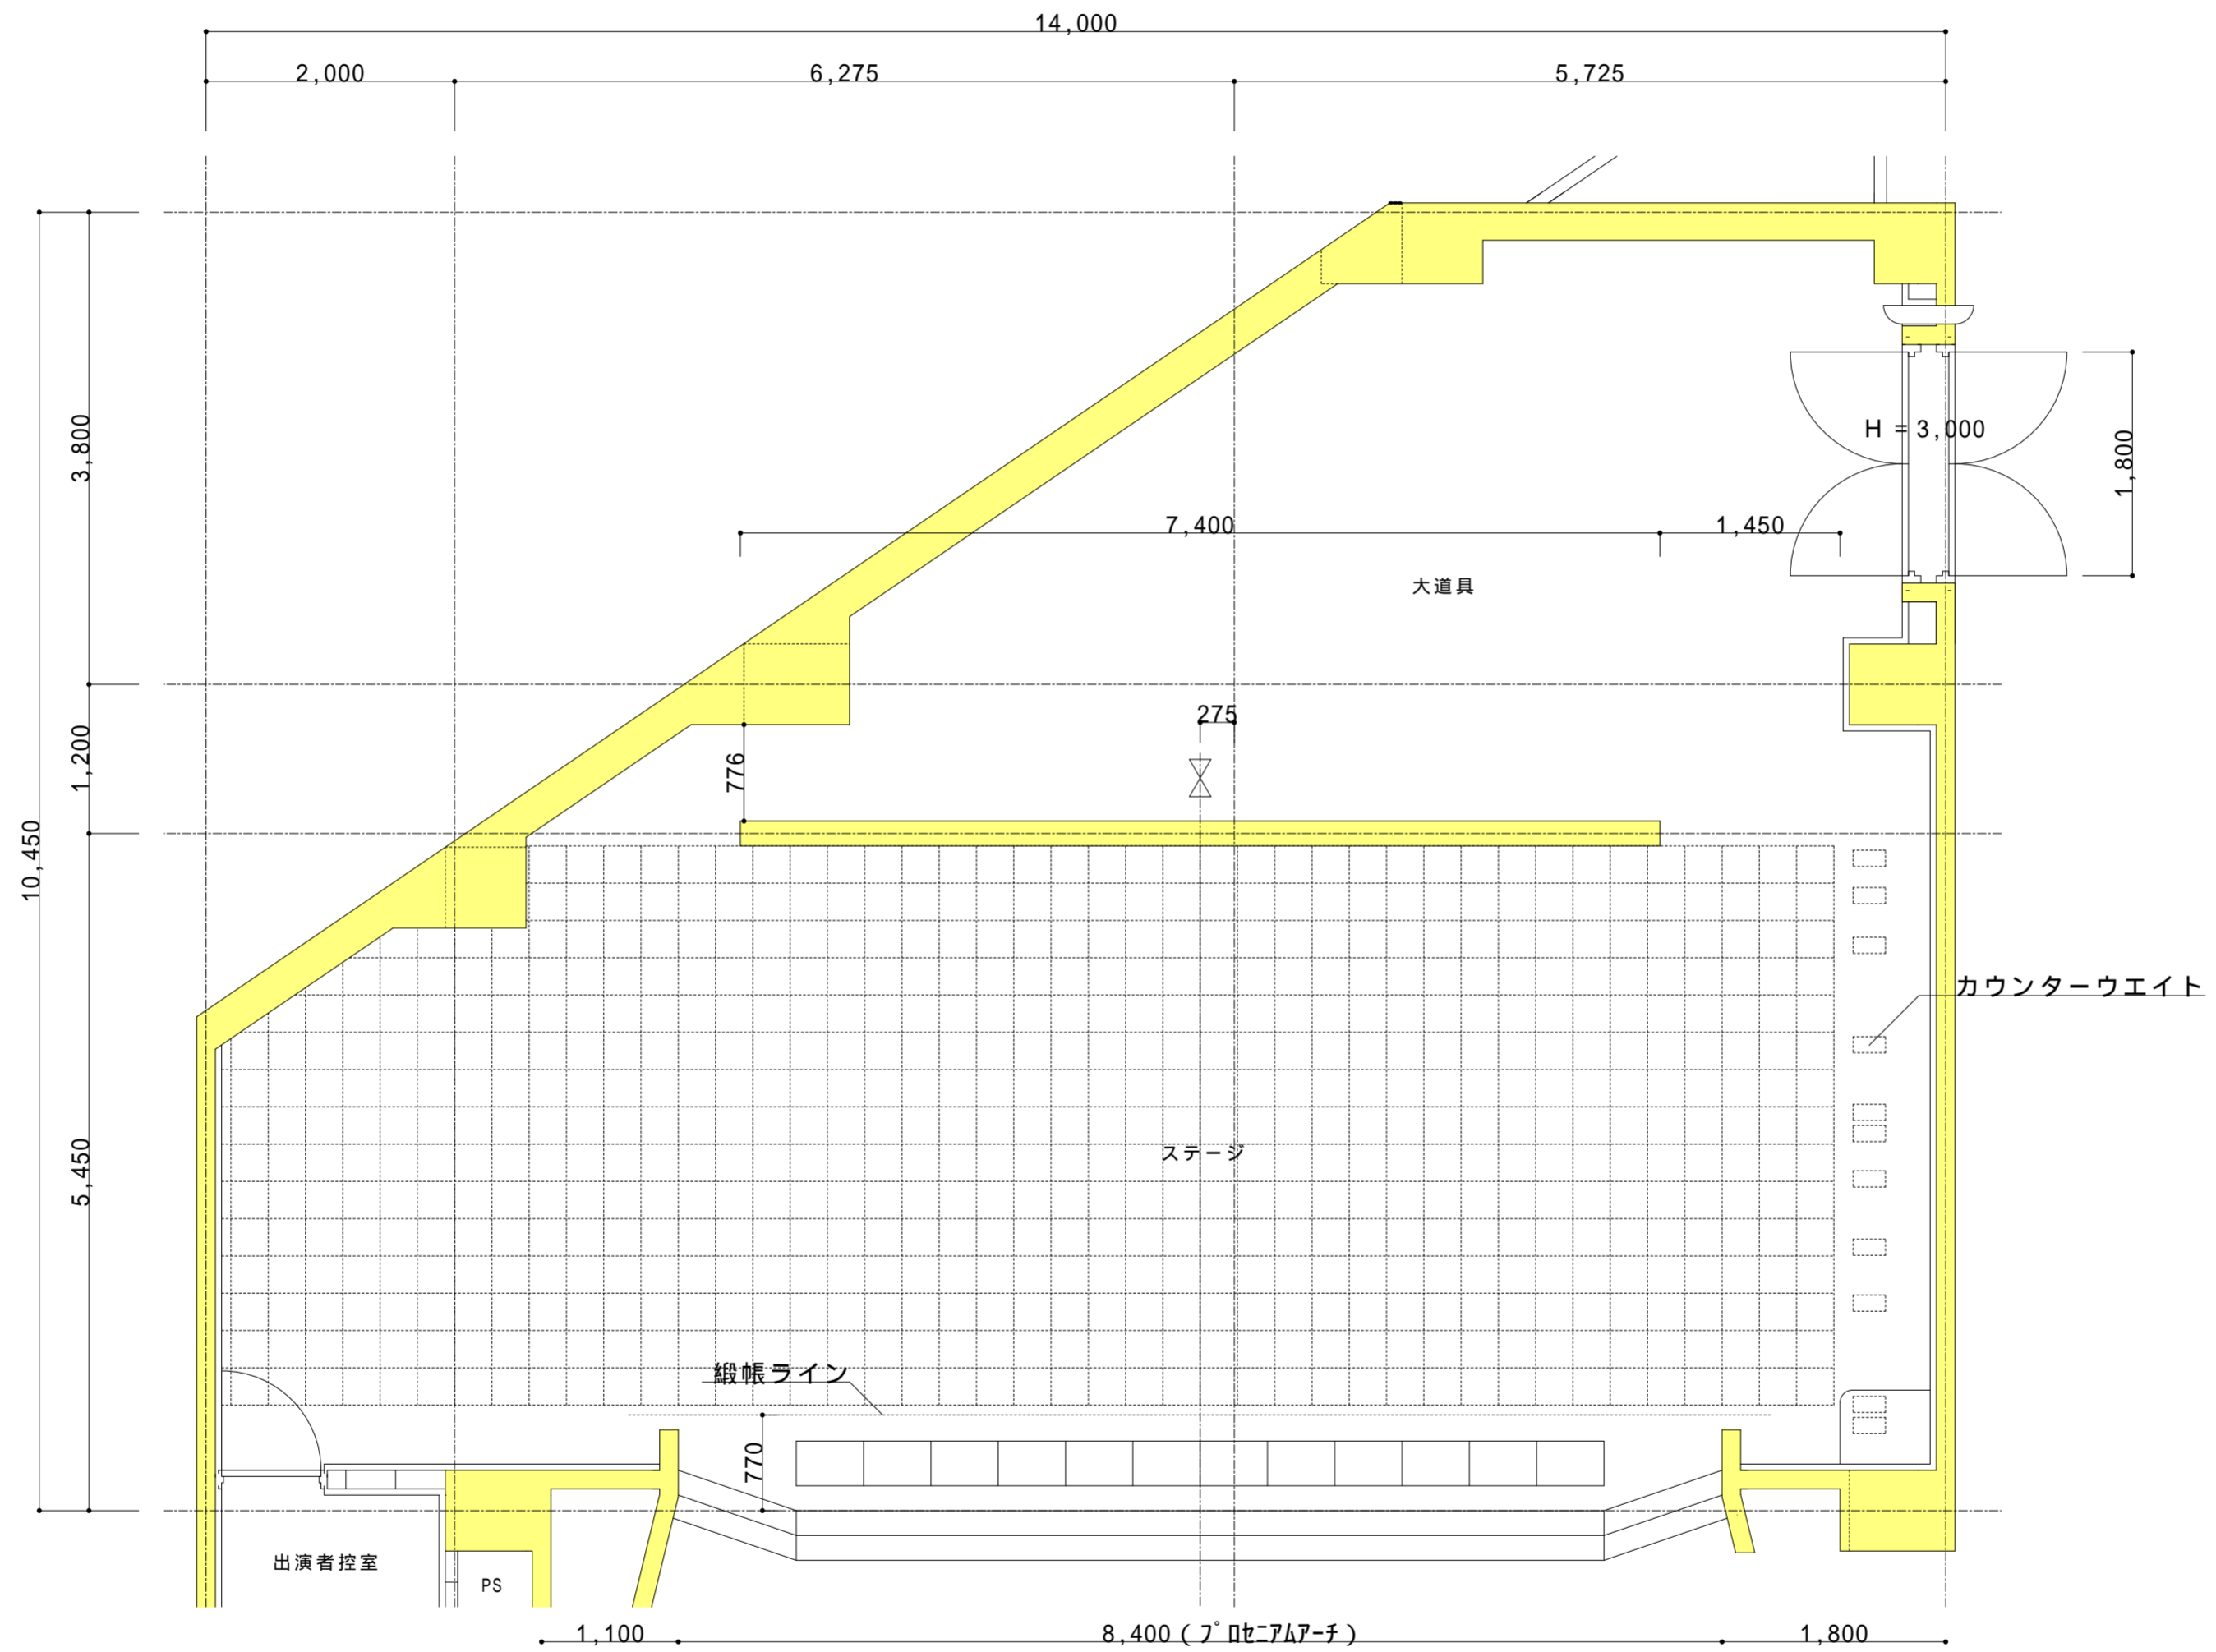 14,000
2,000
6,275
5,725
3,800
H = 3,000
1,800
7,400
1,450
大道具
275
1,200
776
10,450
カウンターウエイト
5,450
ステージ
緞帳ライン
770
出演者控室
PS
1,100
8,400 ( ﾌﾟﾛｾﾆｱﾑｱｰﾁ )
1,800